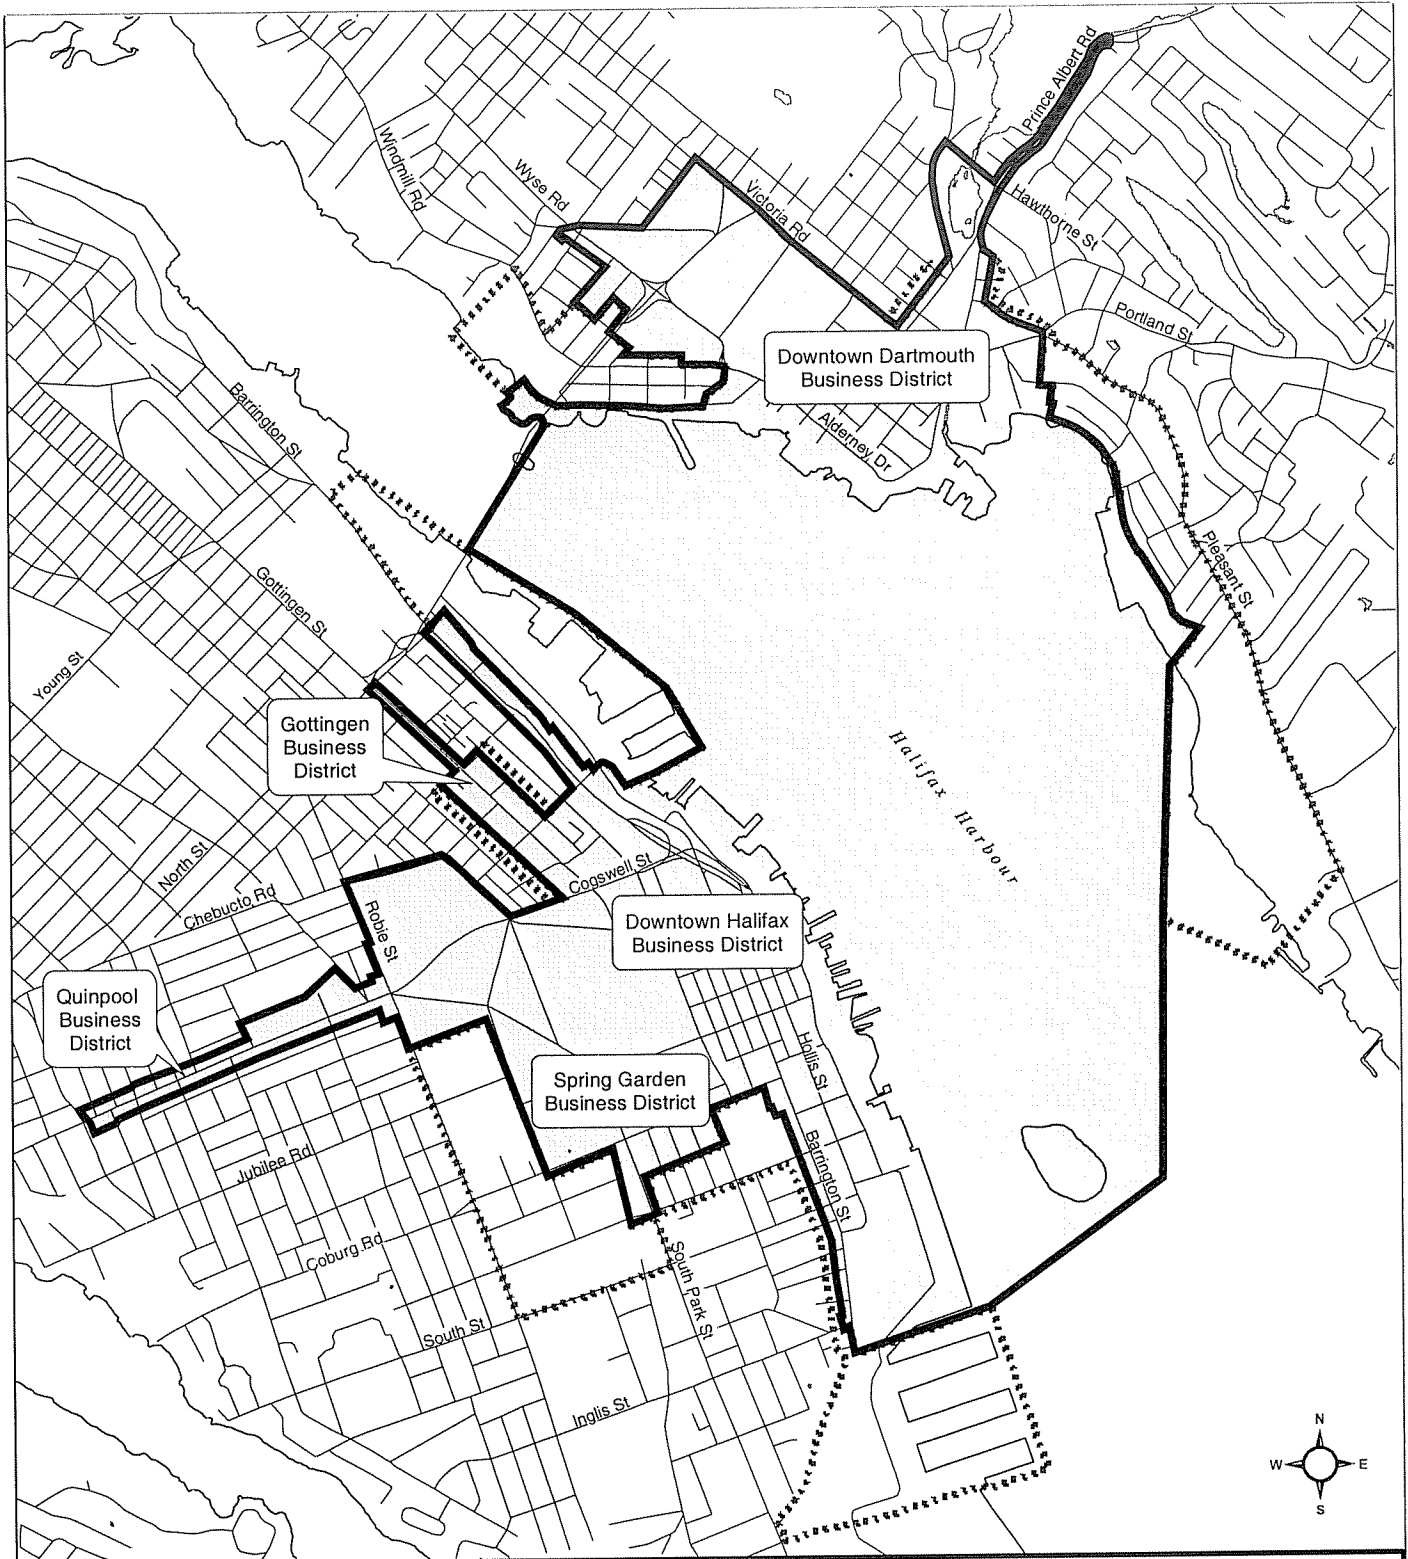 Prince Albert Rd
Windmill Rd
Wyse Rd
Victoria Rd
Hawthorne St
Portland St
Downtown Dartmouth
Business District
Alderney Dr
Barrington St
Pleasant St
Gottingen St
Young St
Gottingen
Business
District
Halifax Harbour
North St
Chebucto Rd
Cogswell St
Robie St
Downtown Halifax
Business District
Quinpool
Business
District
Hollis St
Spring Garden
Business District
Jubilee Rd
Barrington St
Coburg Rd
South Park St
South St
Inglis St
N
W E
S